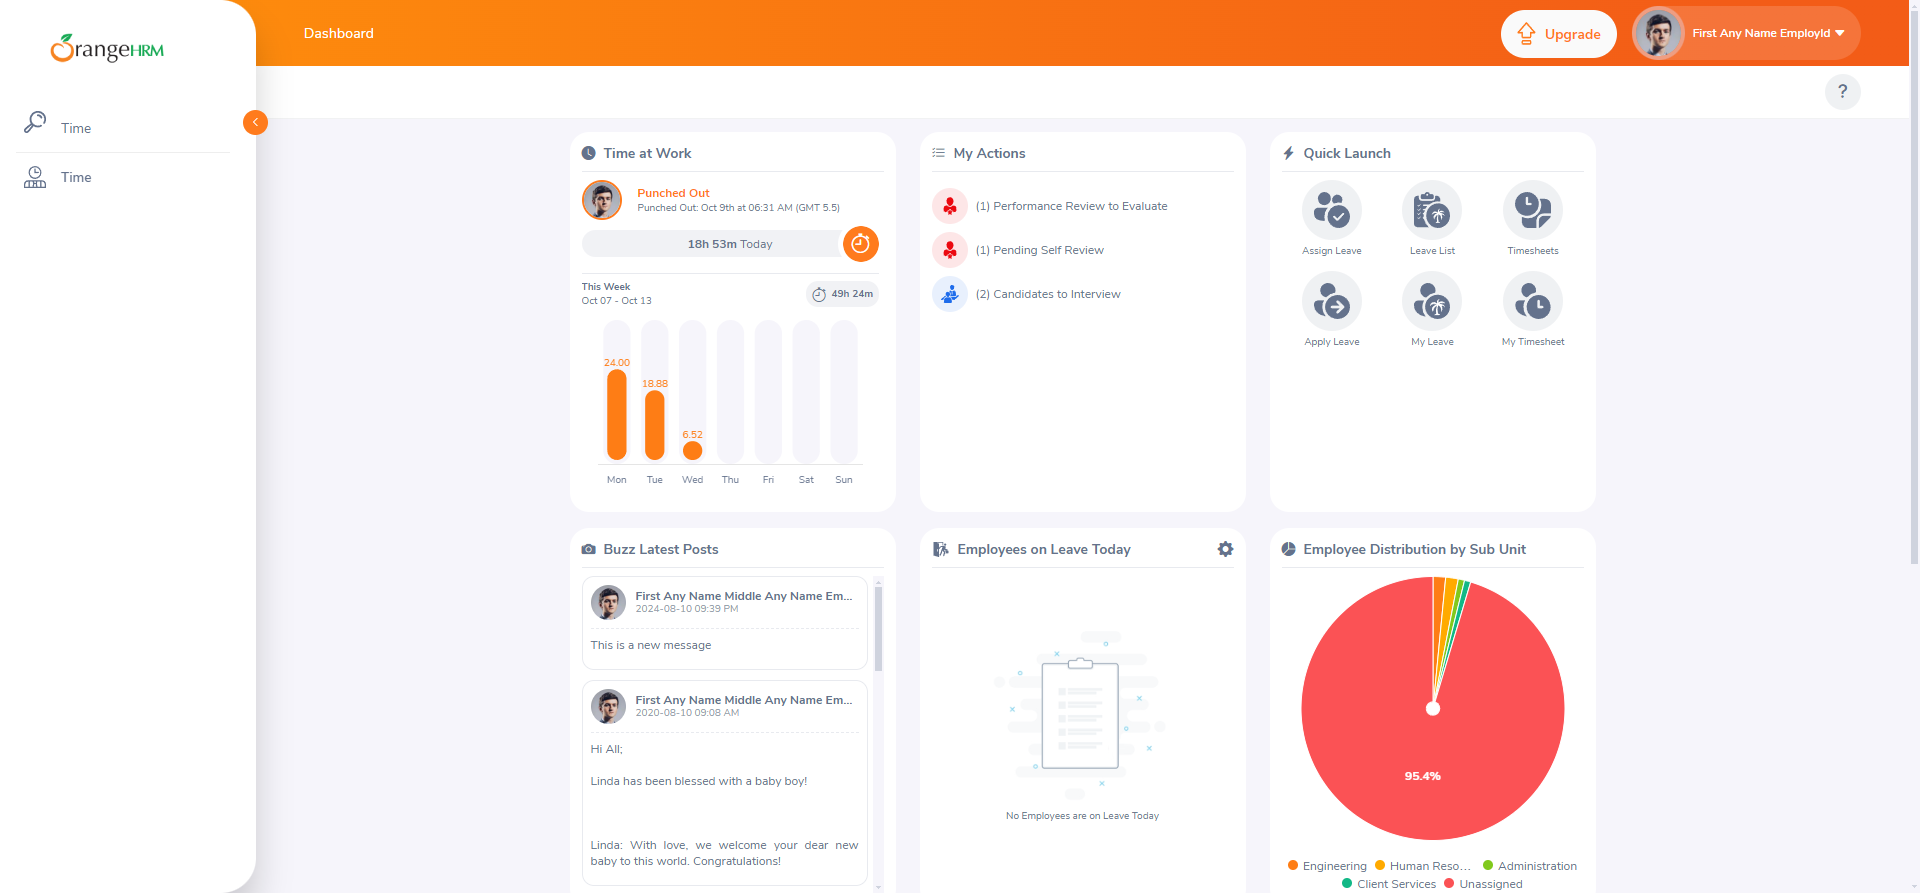 OrangeHRM
Dashboard
Upgrade
First Any Name EmployId
?
Time
Time
Time at Work
Punched Out
Punched Out: Oct 9th at 06:31 AM (GMT 5.5)
18h 53m Today
This Week
Oct 07 - Oct 13
49h 24m
24.00
18.88
6.52
Mon Tue Wed Thu Fri Sat Sun
My Actions
(1) Performance Review to Evaluate
(1) Pending Self Review
(2) Candidates to Interview
Quick Launch
Assign Leave
Leave List
Timesheets
Apply Leave
My Leave
My Timesheet
Buzz Latest Posts
First Any Name Middle Any Name Em...
2024-08-10 09:39 PM
This is a new message
First Any Name Middle Any Name Em...
2020-08-10 09:08 AM
Hi All;
Linda has been blessed with a baby boy!
Linda: With love, we welcome your dear new
baby to this world. Congratulations!
Employees on Leave Today
No Employees are on Leave Today
Employee Distribution by Sub Unit
95.4%
Engineering Human Reso... Administration
Client Services Unassigned